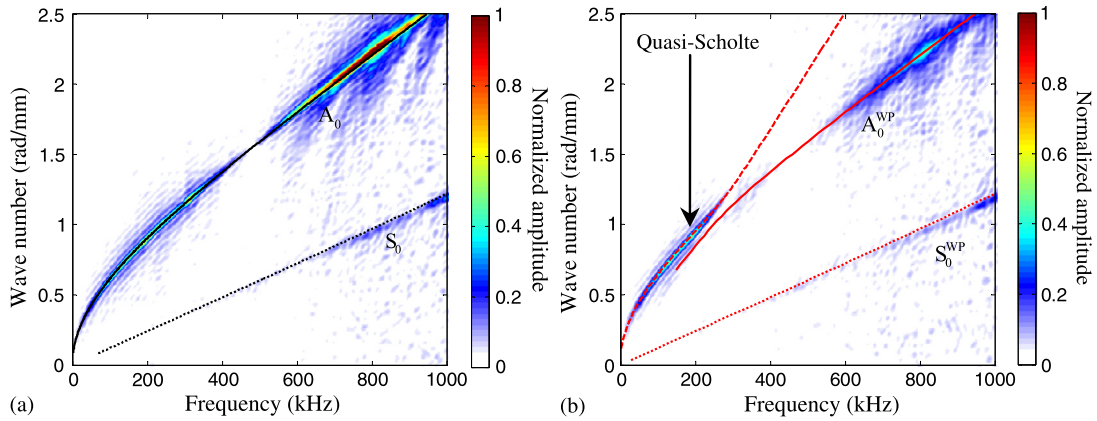 2.5
2
1.5
1
0.5
0
Wave number (rad/mm)
0 200 400 600 800 1000
Frequency (kHz)
(a)
A0
S0
1
0.8
0.6
0.4
0.2
0
Normalized amplitude
2.5
2
1.5
1
0.5
0
Wave number (rad/mm)
0 200 400 600 800 1000
Frequency (kHz)
(b)
Quasi-Scholte
A0WP
S0WP
1
0.8
0.6
0.4
0.2
0
Normalized amplitude